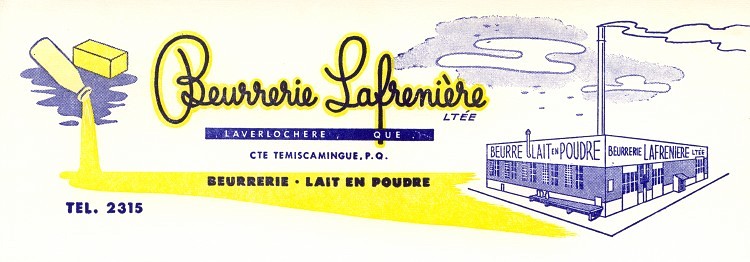 Beurrerie Lafrenière
LTÉE
LAVERLOCHERE, QUE
CTE TEMISCAMINGUE, P.Q.
BEURRERIE · LAIT EN POUDRE
TEL. 2315
BEURRE LAIT EN POUDRE
BEURRERIE LAFRENIERE LTÉE